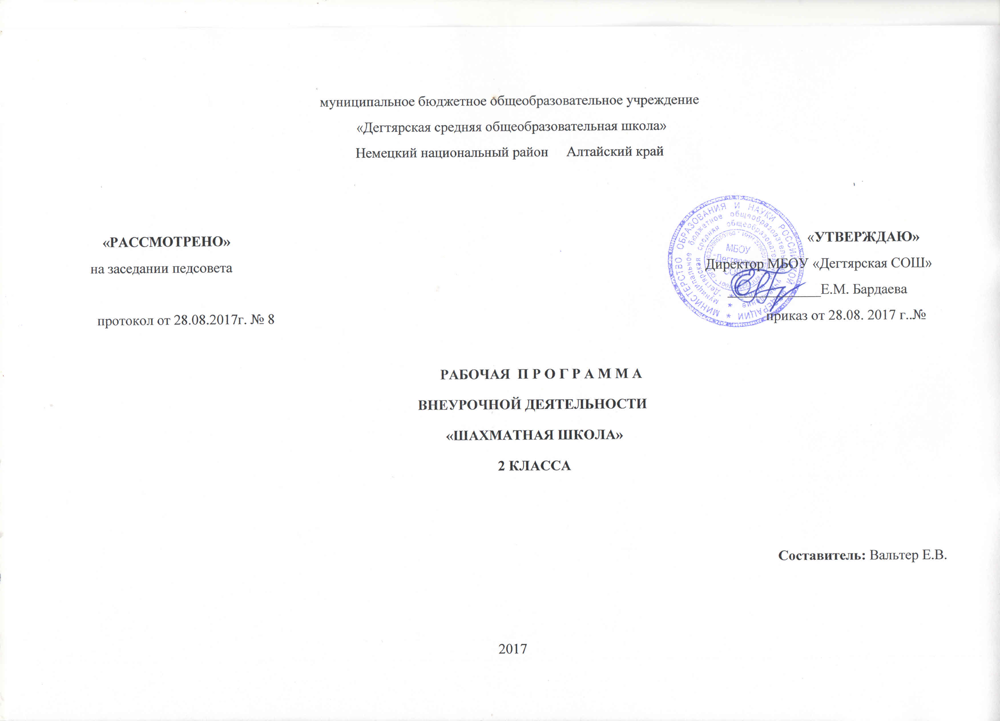 муниципальное бюджетное общеобразовательное учреждение
«Дегтярская средняя общеобразовательная школа»
Немецкий национальный район Алтайский край
«РАССМОТРЕНО»
на заседании педсовета
протокол от 28.08.2017г. № 8
«УТВЕРЖДАЮ»
Директор МБОУ «Дегтярская СОШ»
_____________Е.М. Бардаева
приказ от 28.08. 2017 г..№
МИНИСТЕРСТВО ОБРАЗОВАНИЯ И НАУКИ РОССИЙСКОЙ ФЕДЕРАЦИИ
муниципальное бюджетное общеобразовательное учреждение
"Дегтярская средняя общеобразовательная
МБОУ
"Дегтярская
СОШ"
РАБОЧАЯ П Р О Г Р А М М А
ВНЕУРОЧНОЙ ДЕЯТЕЛЬНОСТИ
«ШАХМАТНАЯ ШКОЛА»
2 КЛАССА
Составитель: Вальтер Е.В.
2017